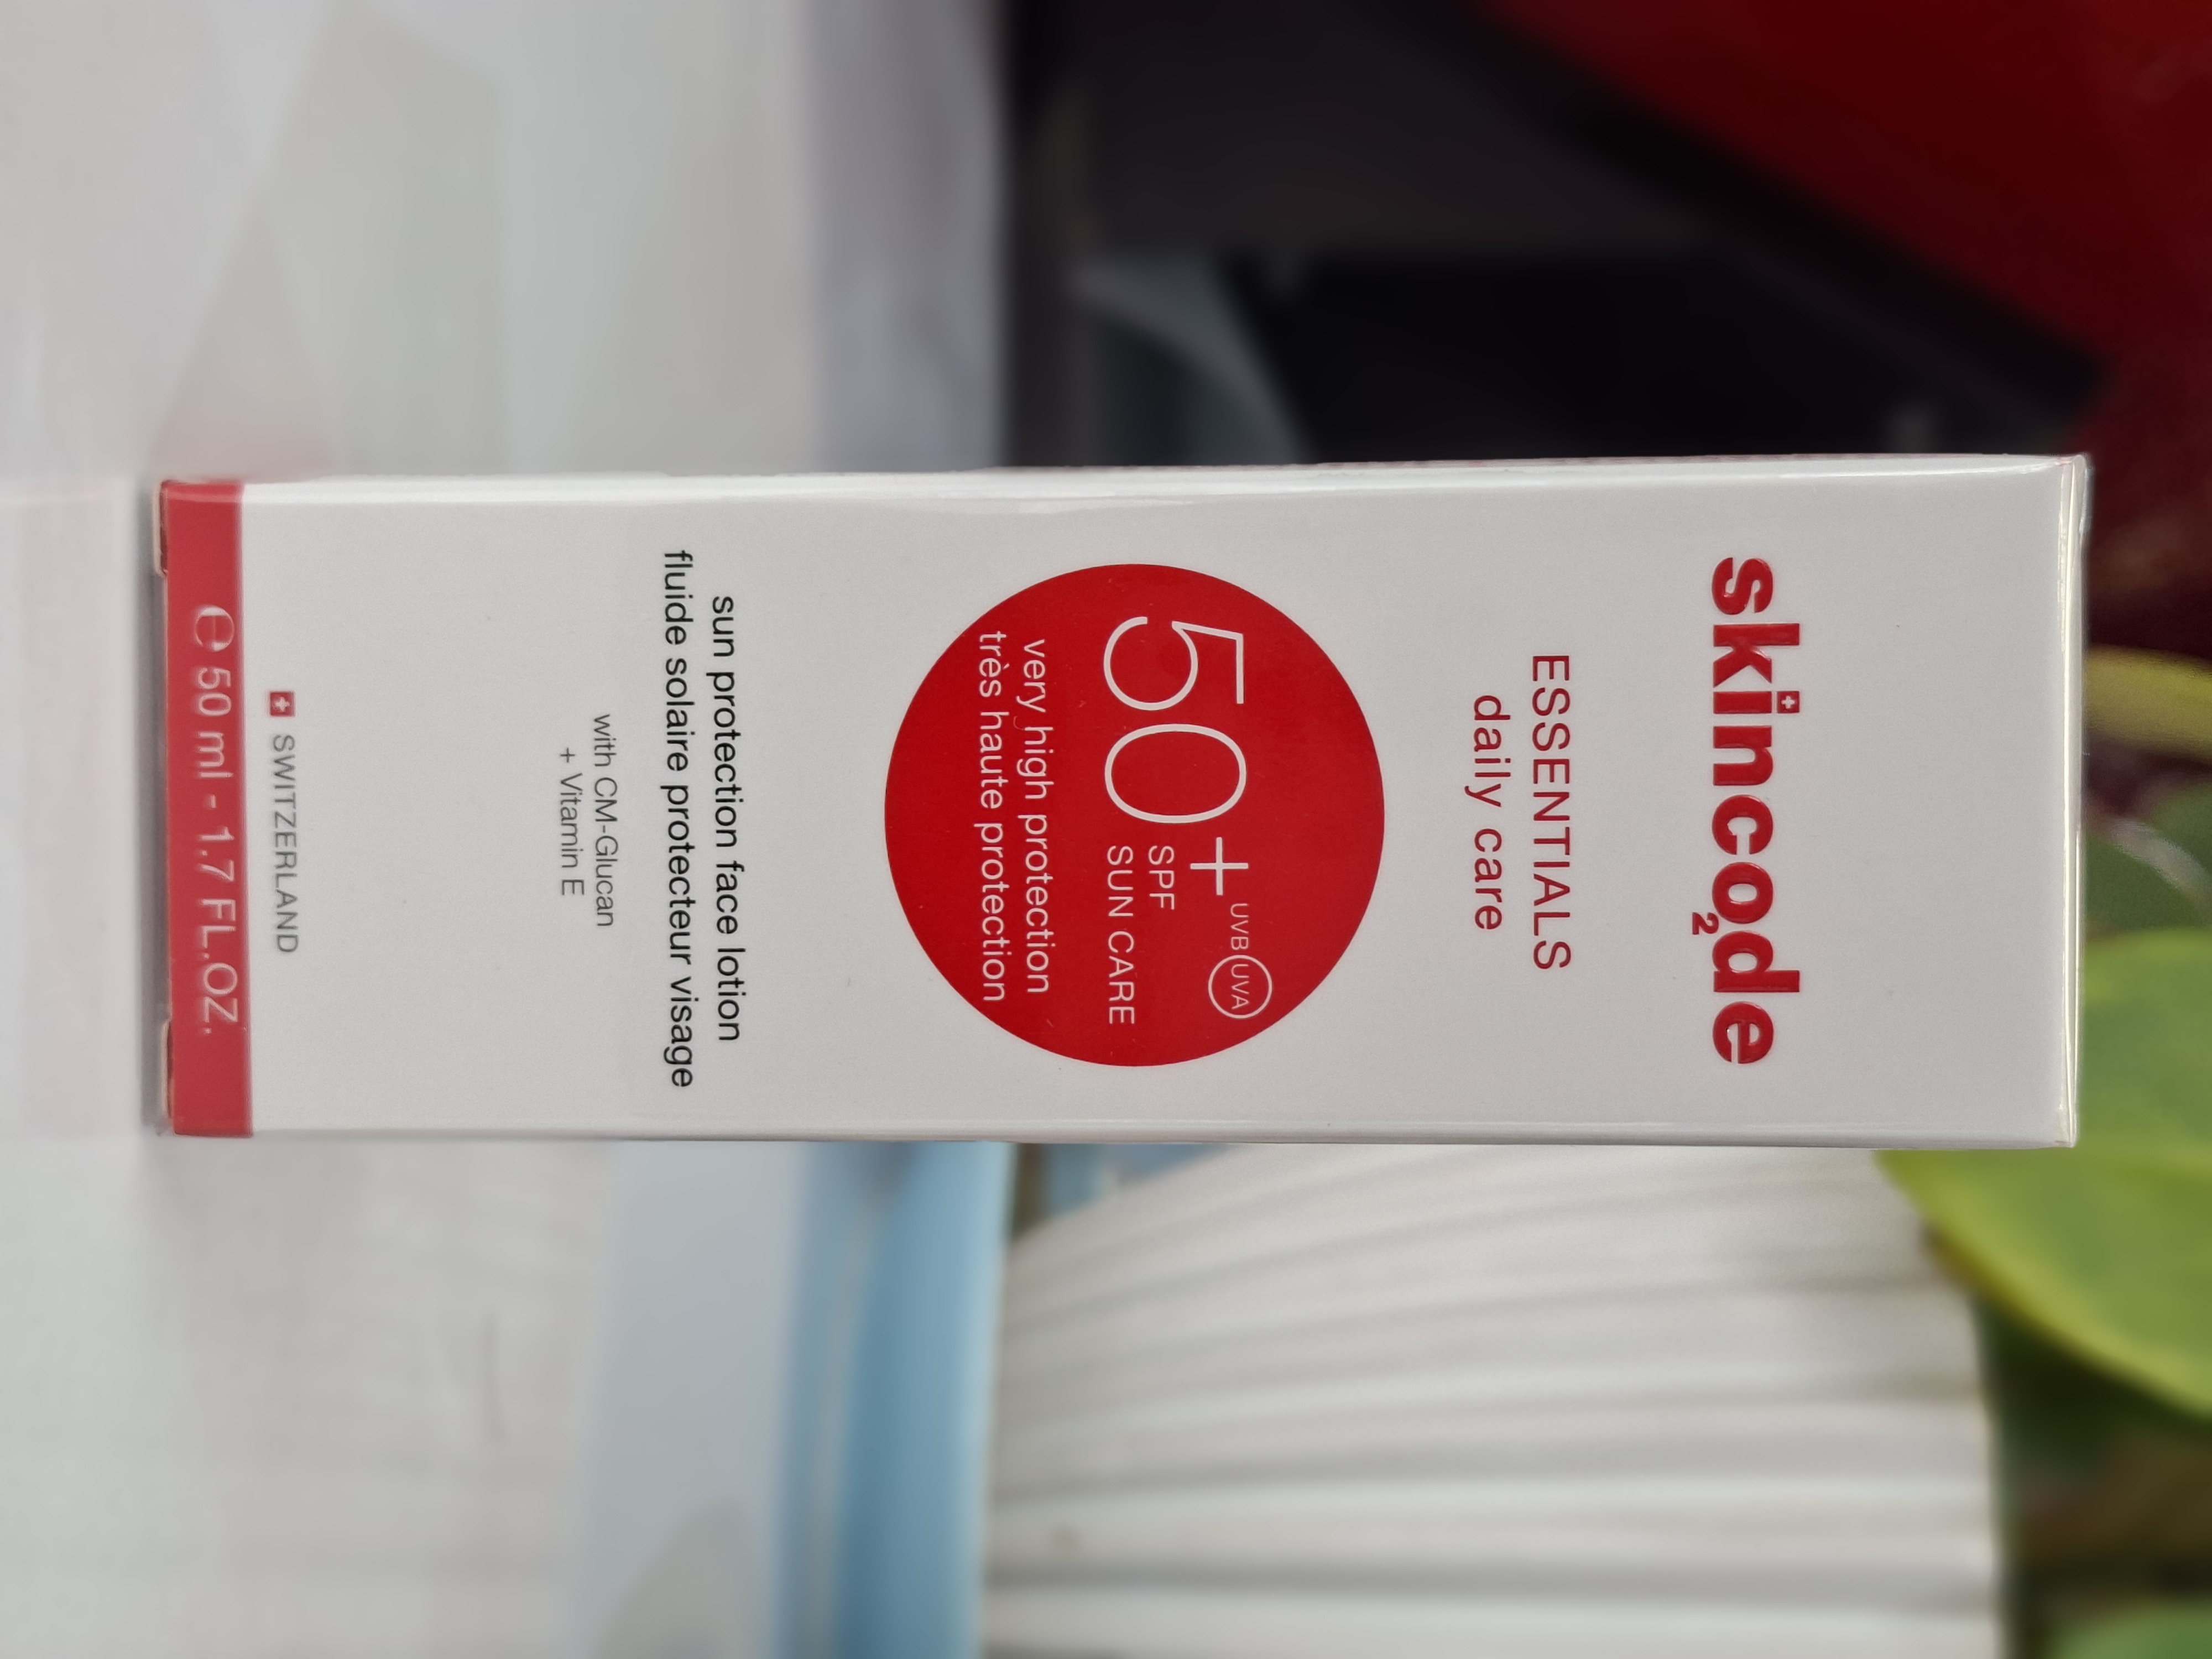 skinco2de
ESSENTIALS
daily care
50+ UVB UVA
SPF
SUN CARE
very high protection
très haute protection
sun protection face lotion
fluide solaire protecteur visage
with CM-Glucan
+ Vitamin E
SWITZERLAND
℮ 50 ml - 1.7 FL.OZ.